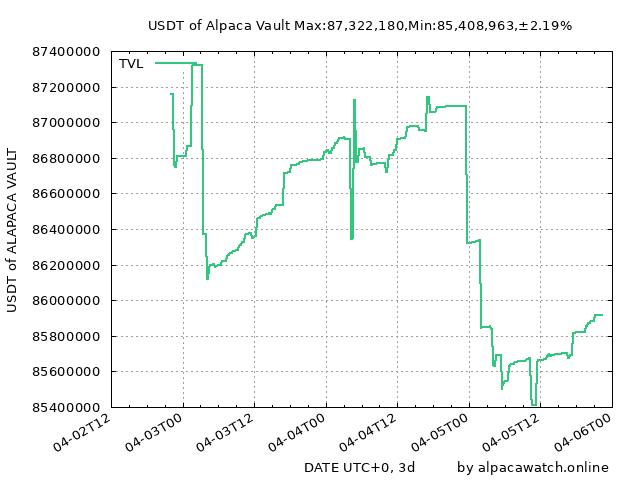 USDT of Alpaca Vault Max:87,322,180,Min:85,408,963,±2.19%
87400000
TVL
87200000
87000000
86800000
86600000
86400000
86200000
86000000
85800000
85600000
85400000
USDT of ALAPACA VAULT
04-02T12
04-03T00
04-03T12
04-04T00
04-04T12
04-05T00
04-05T12
04-06T00
DATE UTC+0, 3d
by alpacawatch.online